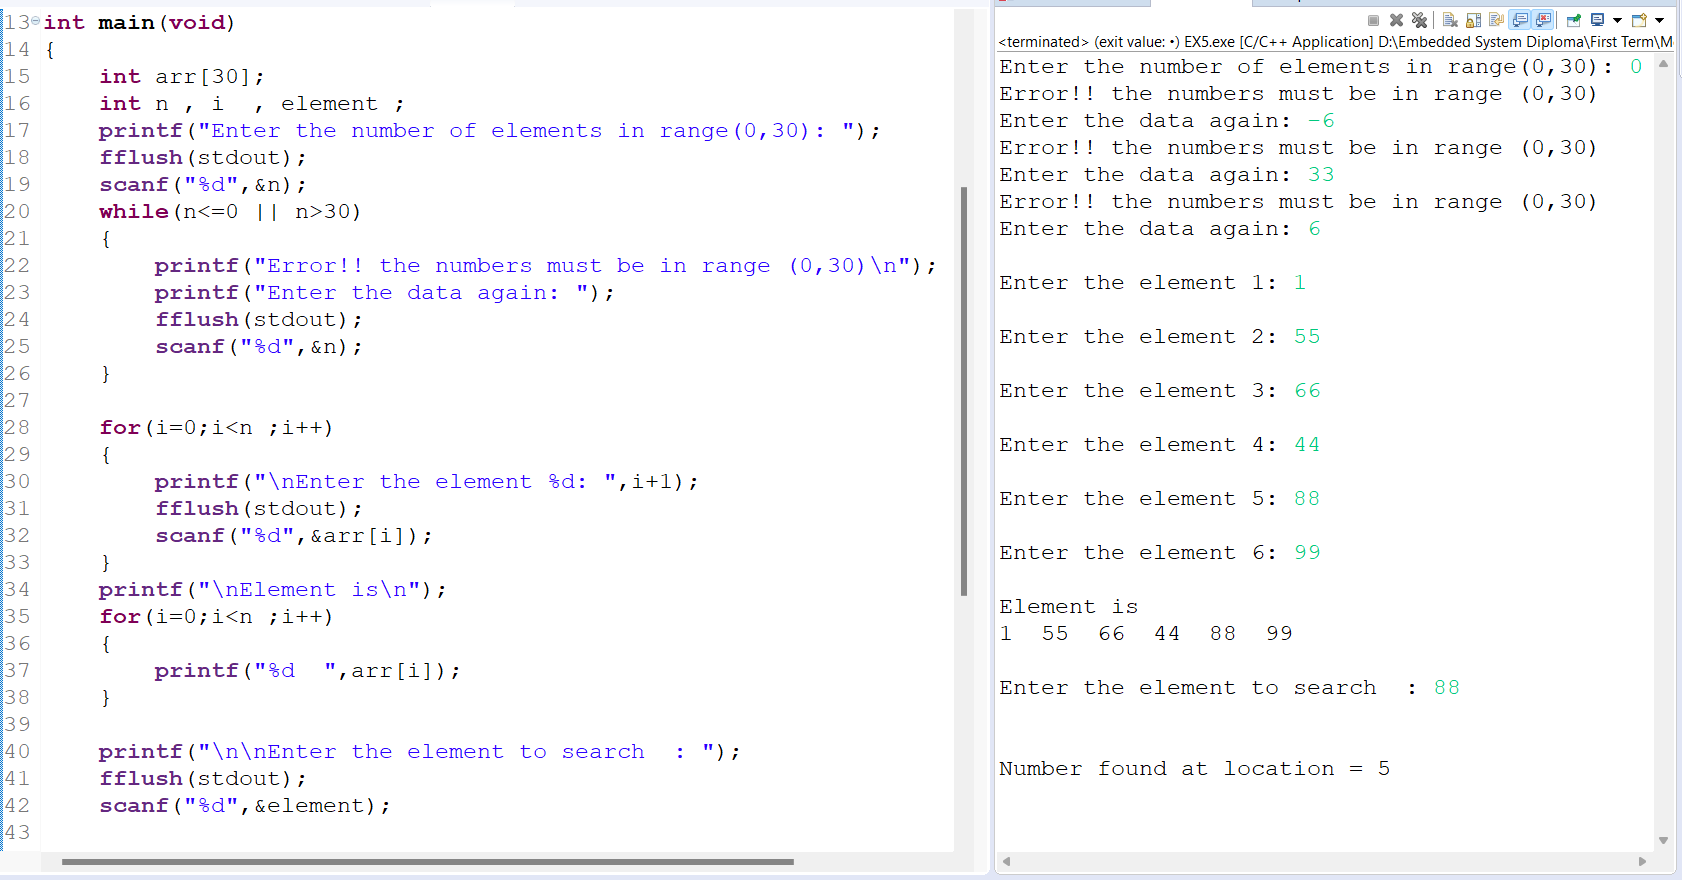 13 int main(void)
14 {
15 int arr[30];
16 int n , i  , element ;
17 printf("Enter the number of elements in range(0,30): ");
18 fflush(stdout);
19 scanf("%d",&n);
20 while(n<=0 || n>30)
21 {
22 printf("Error!! the numbers must be in range (0,30)\n");
23 printf("Enter the data again: ");
24 fflush(stdout);
25 scanf("%d",&n);
26 }
27
28 for(i=0;i<n ;i++)
29 {
30 printf("\nEnter the element %d: ",i+1);
31 fflush(stdout);
32 scanf("%d",&arr[i]);
33 }
34 printf("\nElement is\n");
35 for(i=0;i<n ;i++)
36 {
37 printf("%d  ",arr[i]);
38 }
39
40 printf("\n\nEnter the element to search  : ");
41 fflush(stdout);
42 scanf("%d",&element);
43
<terminated> (exit value: •) EX5.exe [C/C++ Application] D:\Embedded System Diploma\First Term\M
Enter the number of elements in range(0,30): 0
Error!! the numbers must be in range (0,30)
Enter the data again: -6
Error!! the numbers must be in range (0,30)
Enter the data again: 33
Error!! the numbers must be in range (0,30)
Enter the data again: 6
Enter the element 1: 1
Enter the element 2: 55
Enter the element 3: 66
Enter the element 4: 44
Enter the element 5: 88
Enter the element 6: 99
Element is
1  55  66  44  88  99
Enter the element to search  : 88
Number found at location = 5